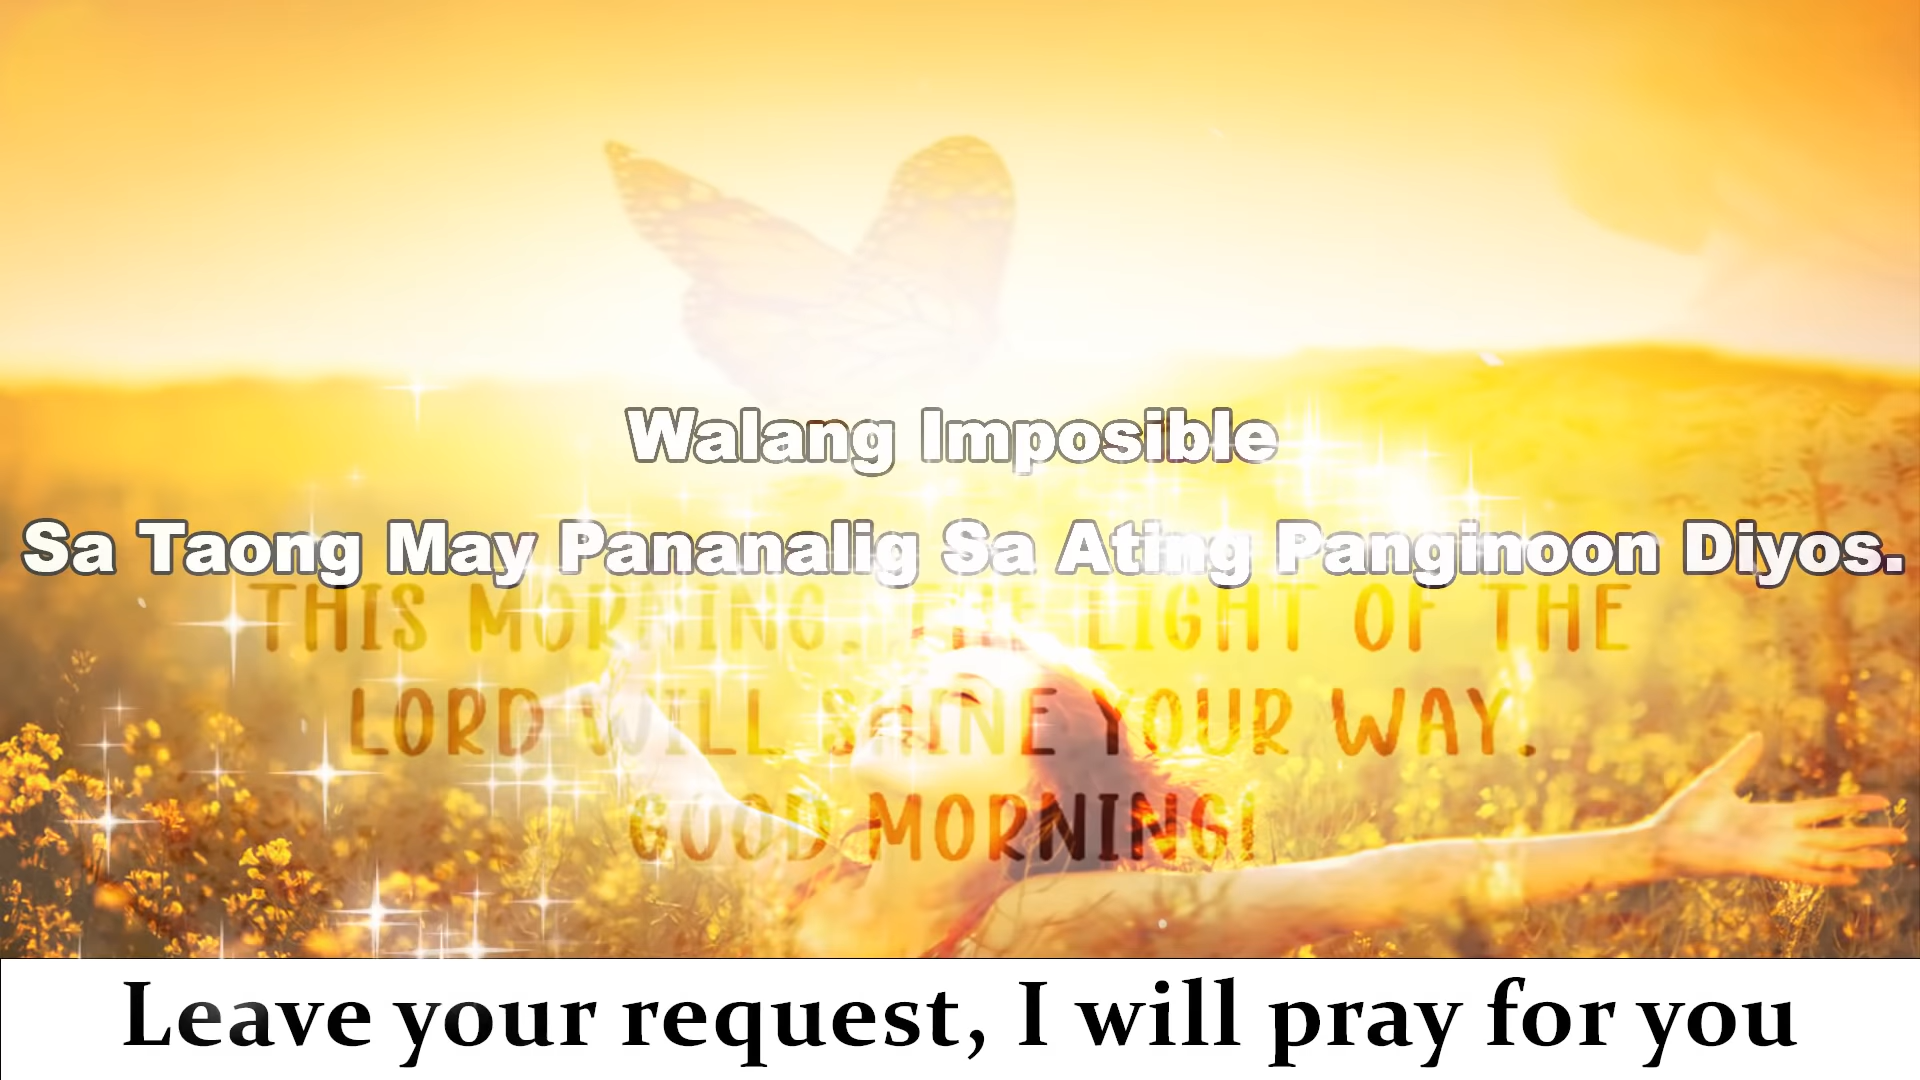 Walang Imposible
Sa Taong May Pananalig Sa Ating Panginoon Diyos.
THIS MORNING, THE LIGHT OF THE
LORD WILL SHINE YOUR WAY.
GOOD MORNING!
Leave your request, I will pray for you